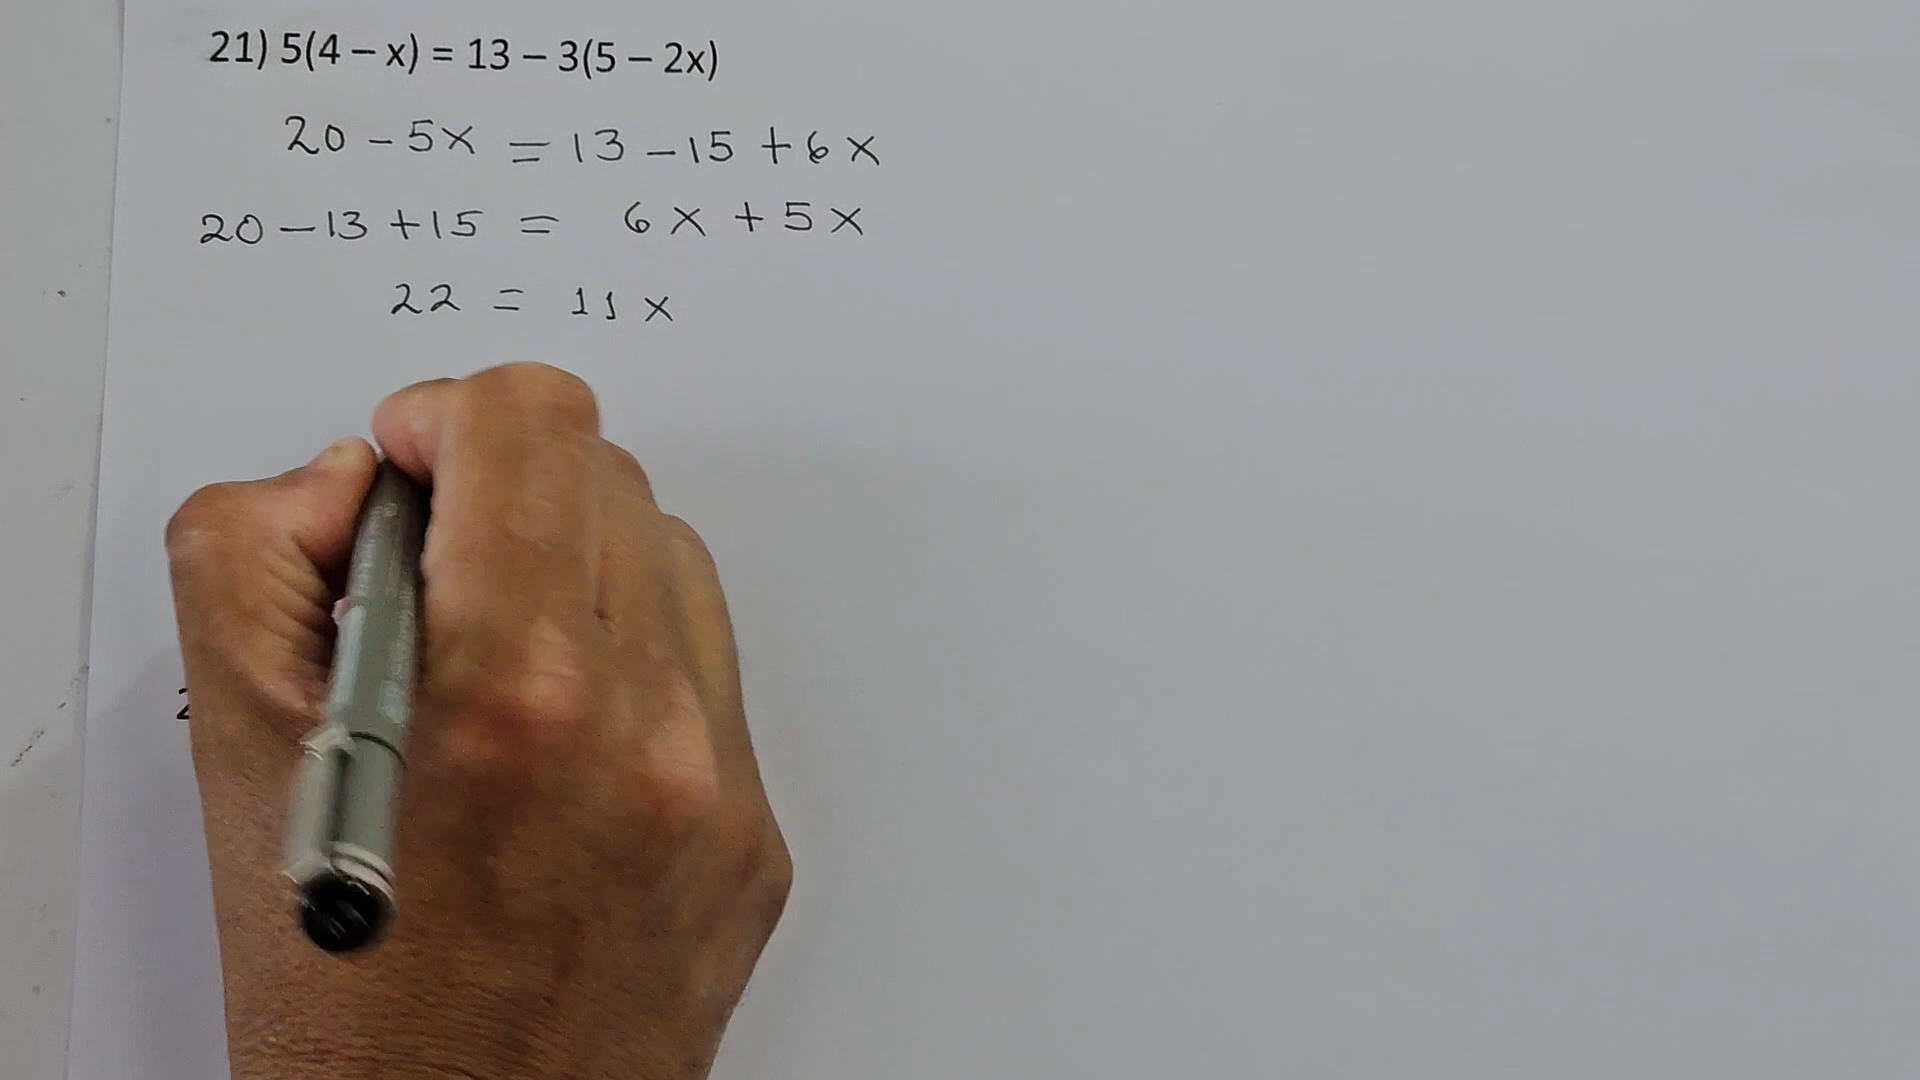 21) 5(4 – x) = 13 – 3(5 – 2x)
20 - 5x = 13 - 15 + 6x
20 - 13 + 15 = 6x + 5x
22 = 11x
2